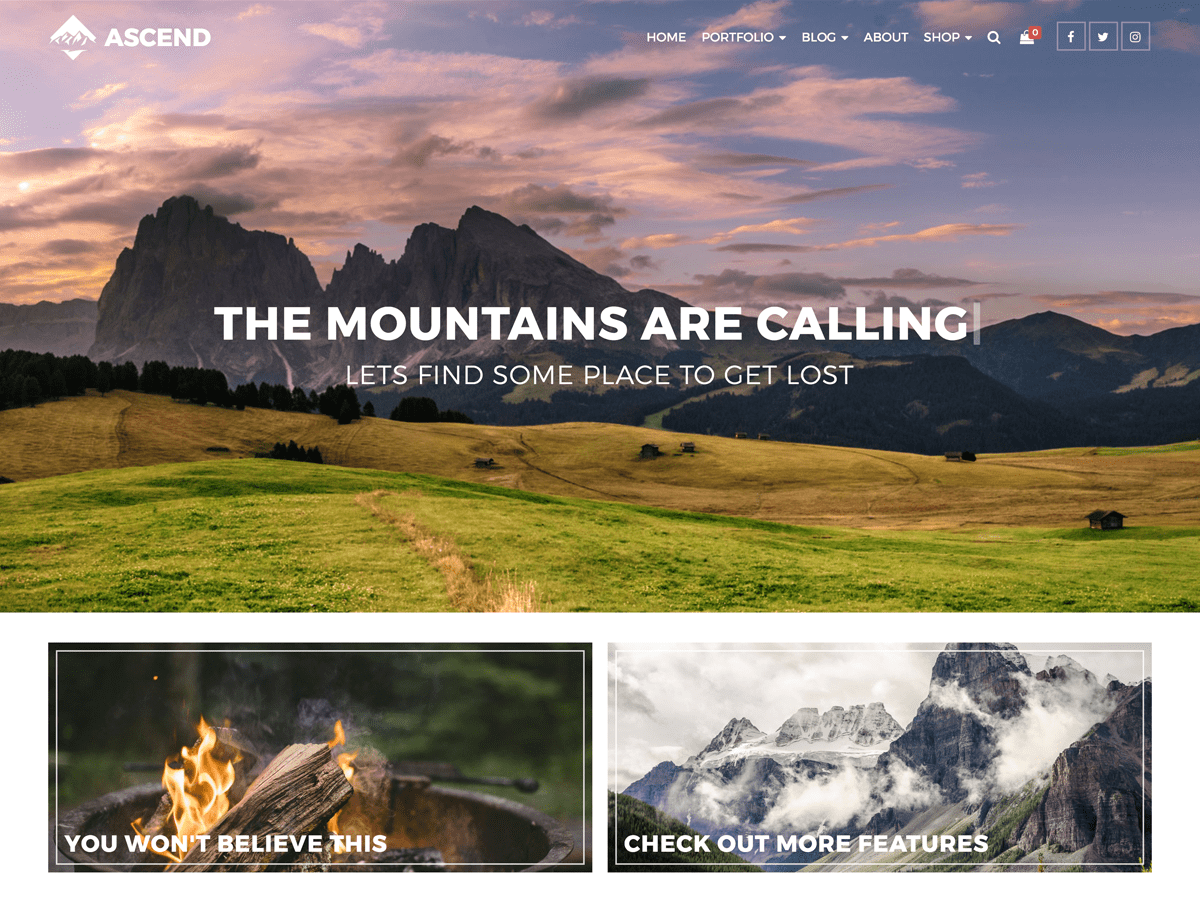 ASCEND
HOME PORTFOLIO BLOG ABOUT SHOP 0
THE MOUNTAINS ARE CALLING
LETS FIND SOME PLACE TO GET LOST
YOU WON'T BELIEVE THIS
CHECK OUT MORE FEATURES